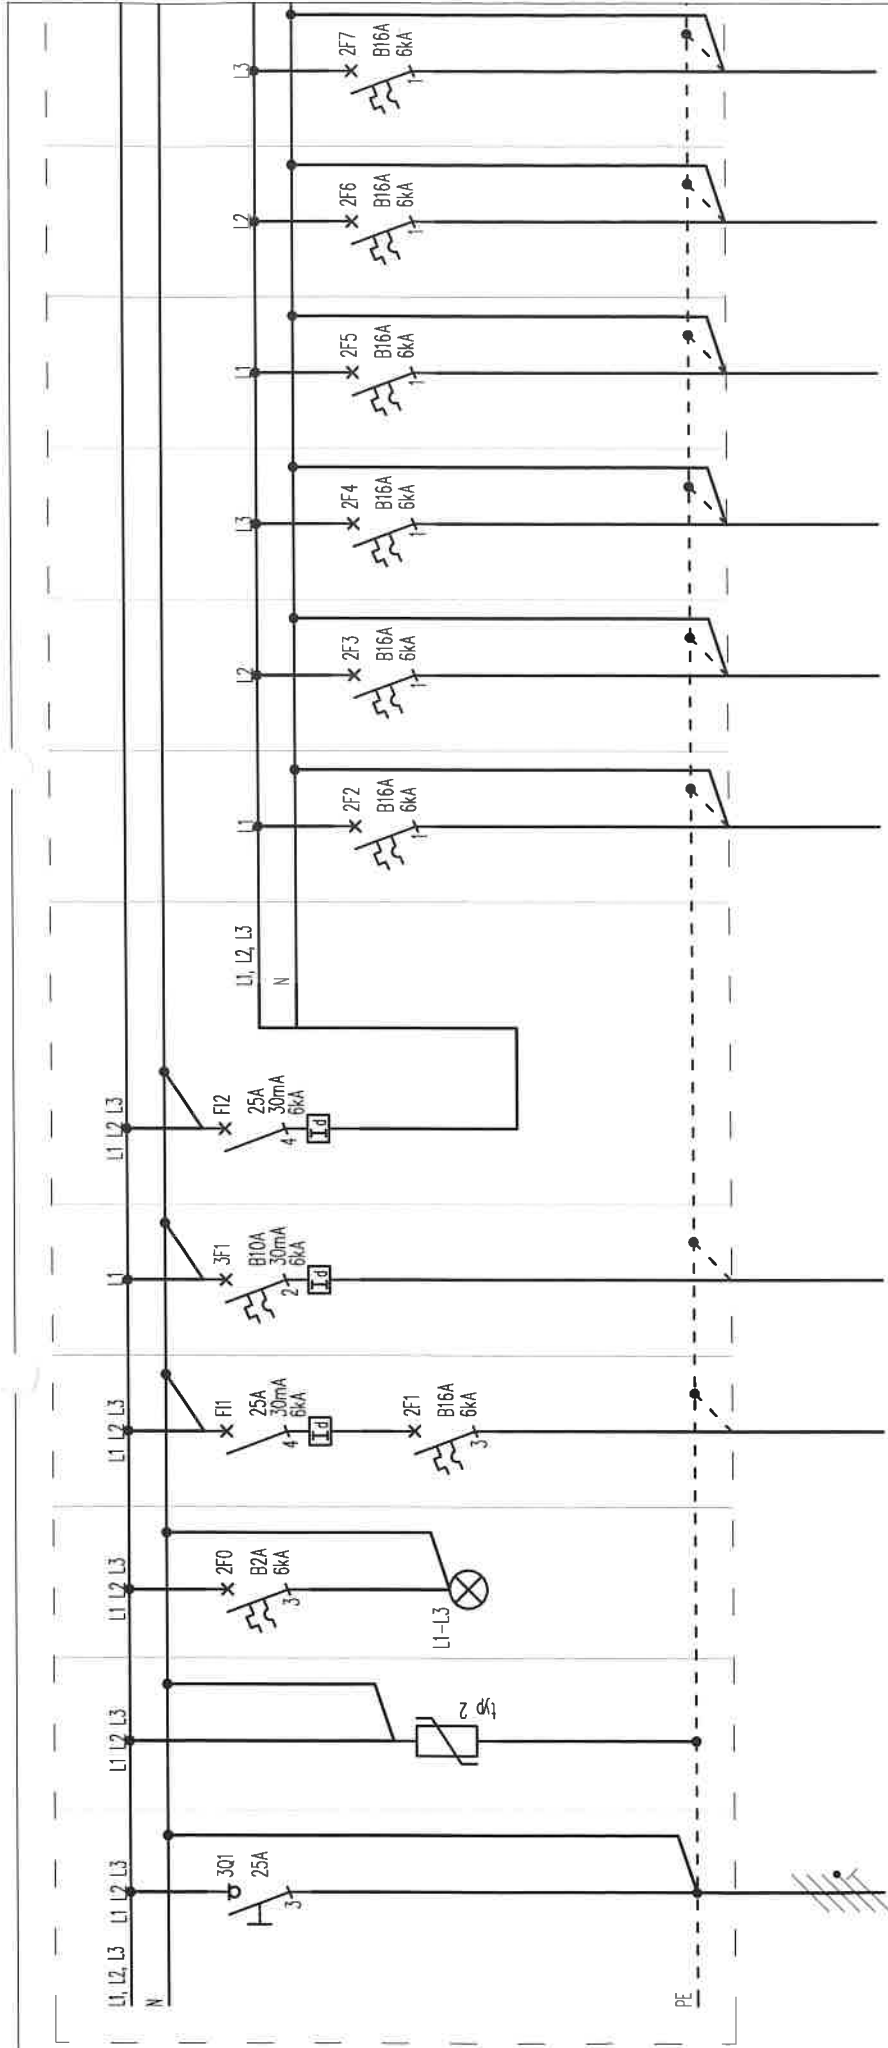 L1, L2, L3
N
PE
L1 L2 L3
3Q1
25A
3
L1 L2 L3
typ 2
L1 L2 L3
2F0
B2A
6kA
3
L1-L3
L1 L2 L3
FI1
25A
30mA
6kA
4
Id
2F1
B16A
6kA
3
L1
3F1
B10A
30mA
6kA
2
Id
L1 L2 L3
FI2
25A
30mA
6kA
4
Id
L1, L2, L3
N
L1
2F2
B16A
6kA
1
L2
2F3
B16A
6kA
1
L3
2F4
B16A
6kA
1
L1
2F5
B16A
6kA
1
L2
2F6
B16A
6kA
1
L3
2F7
B16A
6kA
1